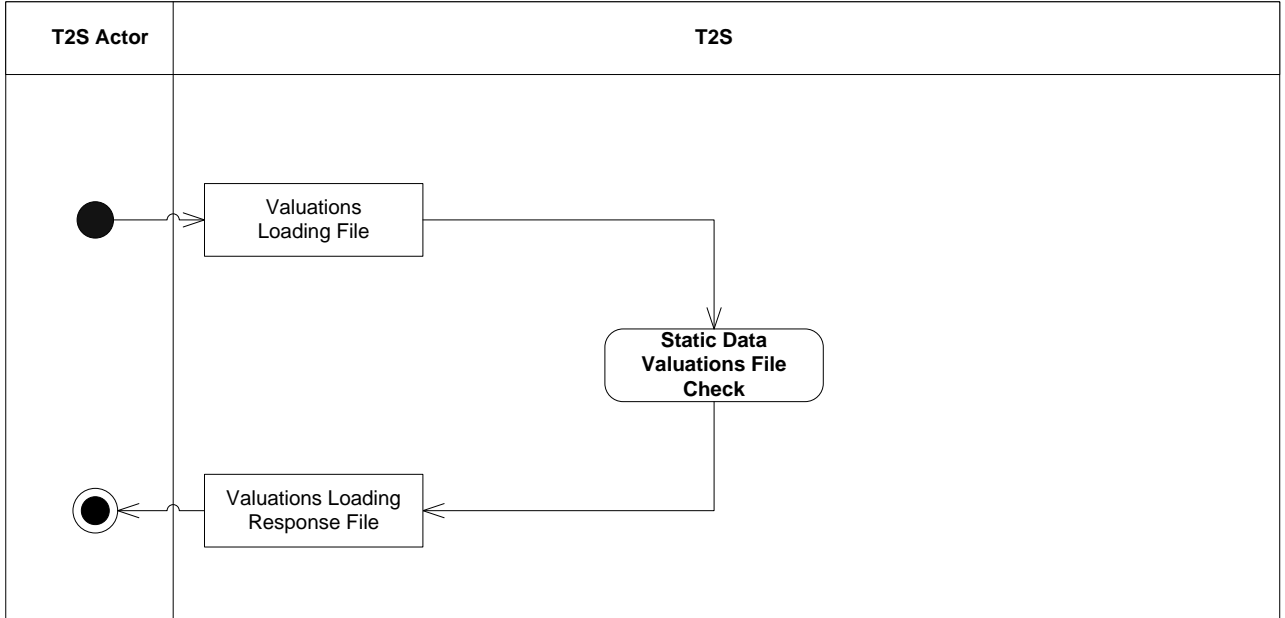 T2S Actor
T2S
Valuations
Loading File
Static Data
Valuations File
Check
Valuations Loading
Response File